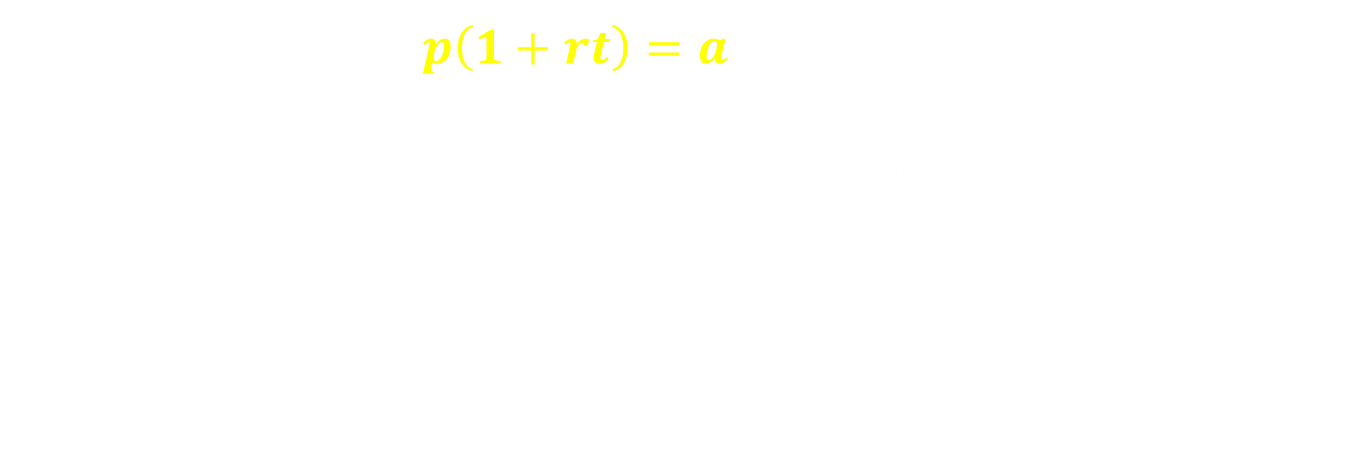 p(1 + rt) = a